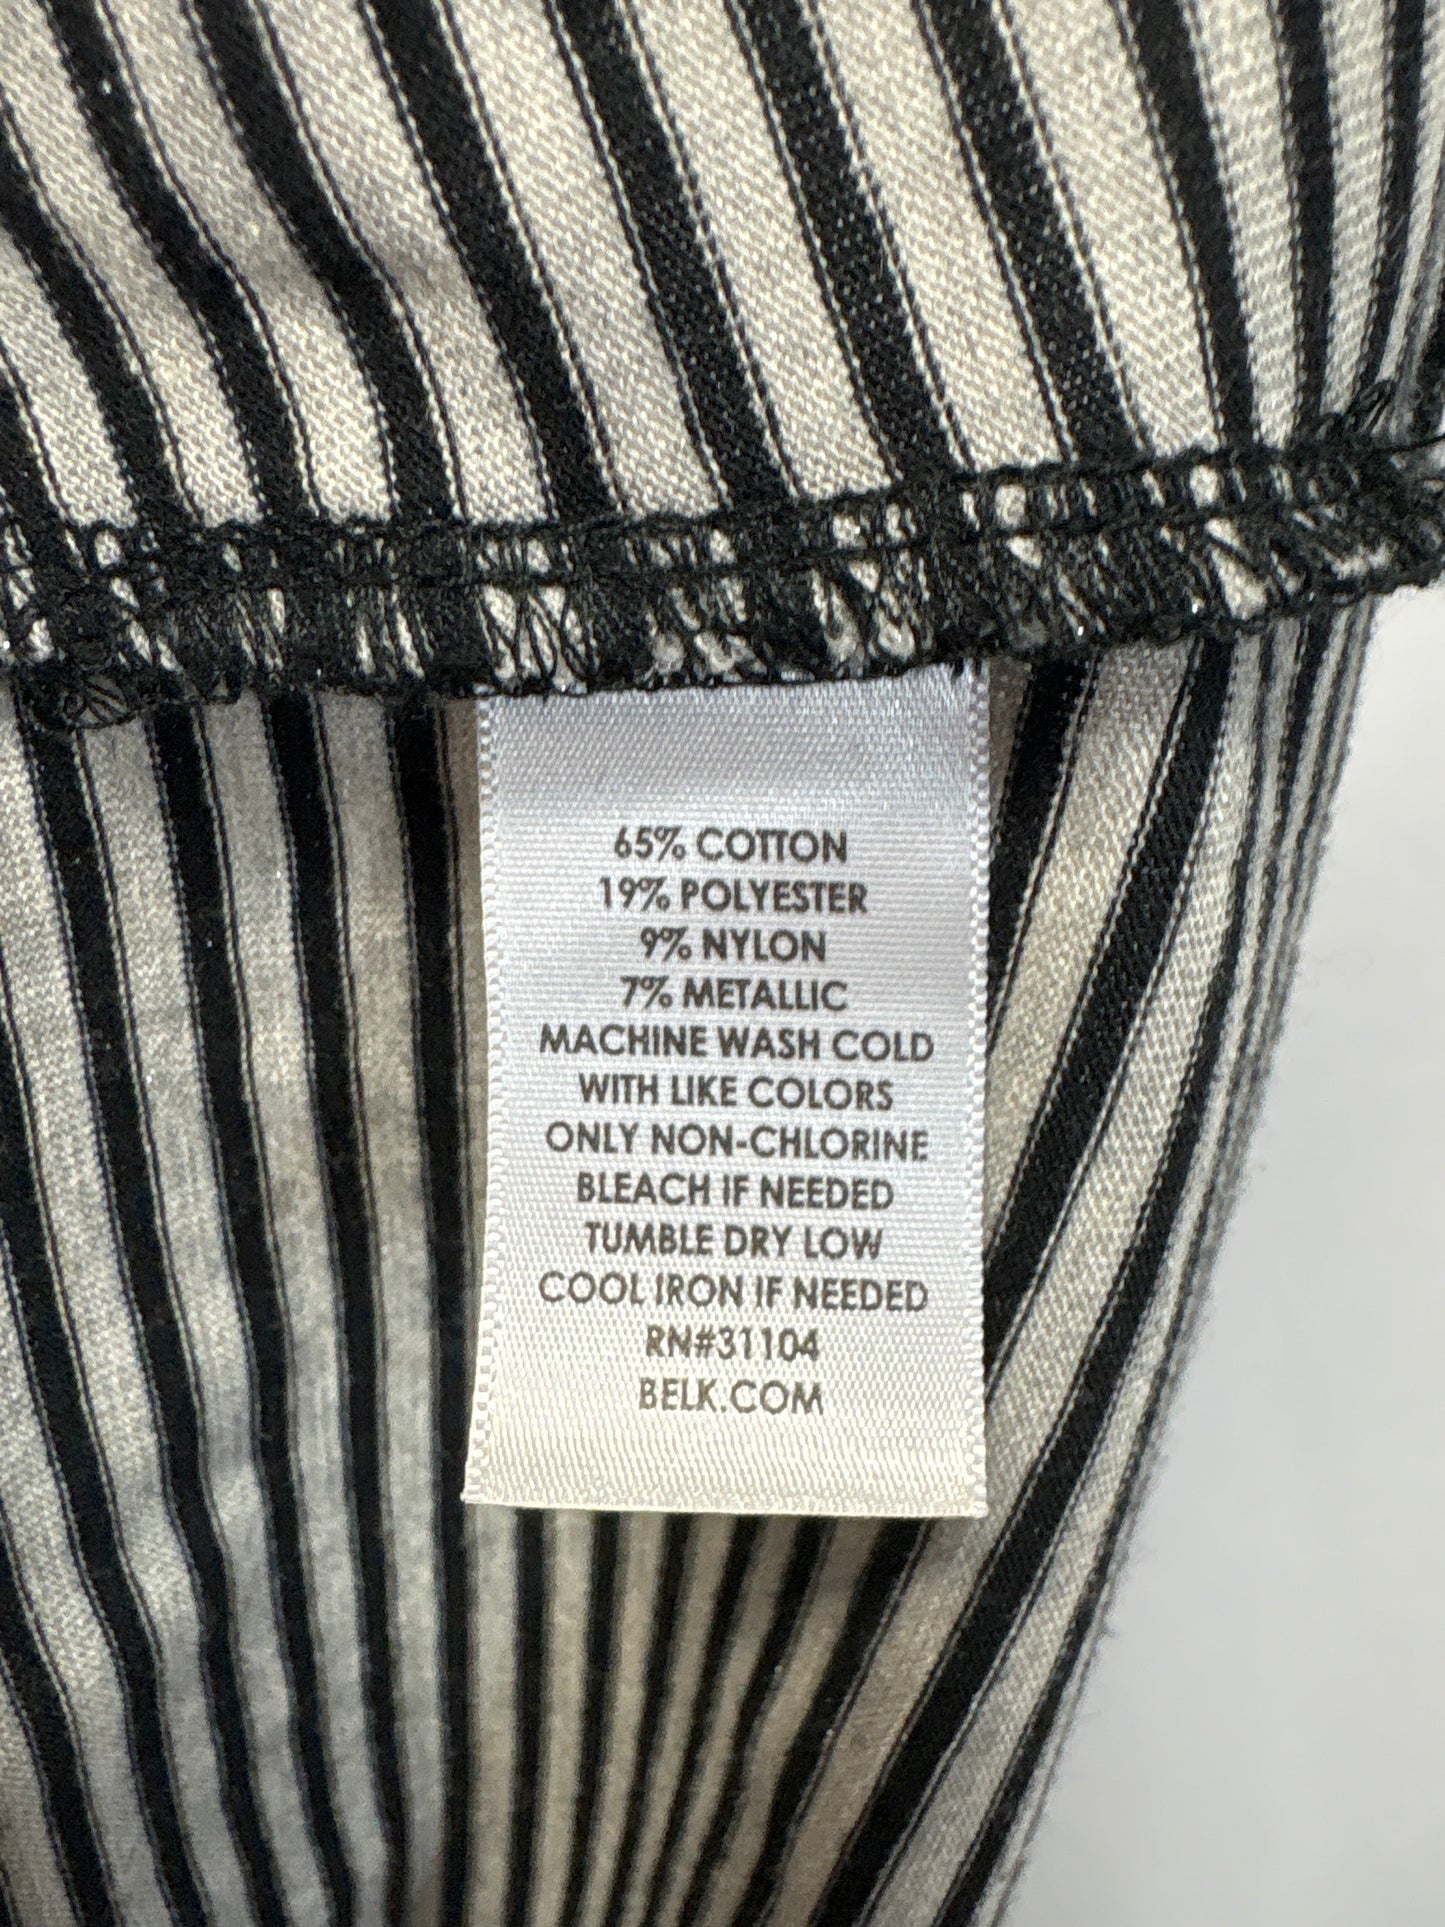 65% COTTON
19% POLYESTER
9% NYLON
7% METALLIC
MACHINE WASH COLD
WITH LIKE COLORS
ONLY NON-CHLORINE
BLEACH IF NEEDED
TUMBLE DRY LOW
COOL IRON IF NEEDED
RN#31104
BELK.COM